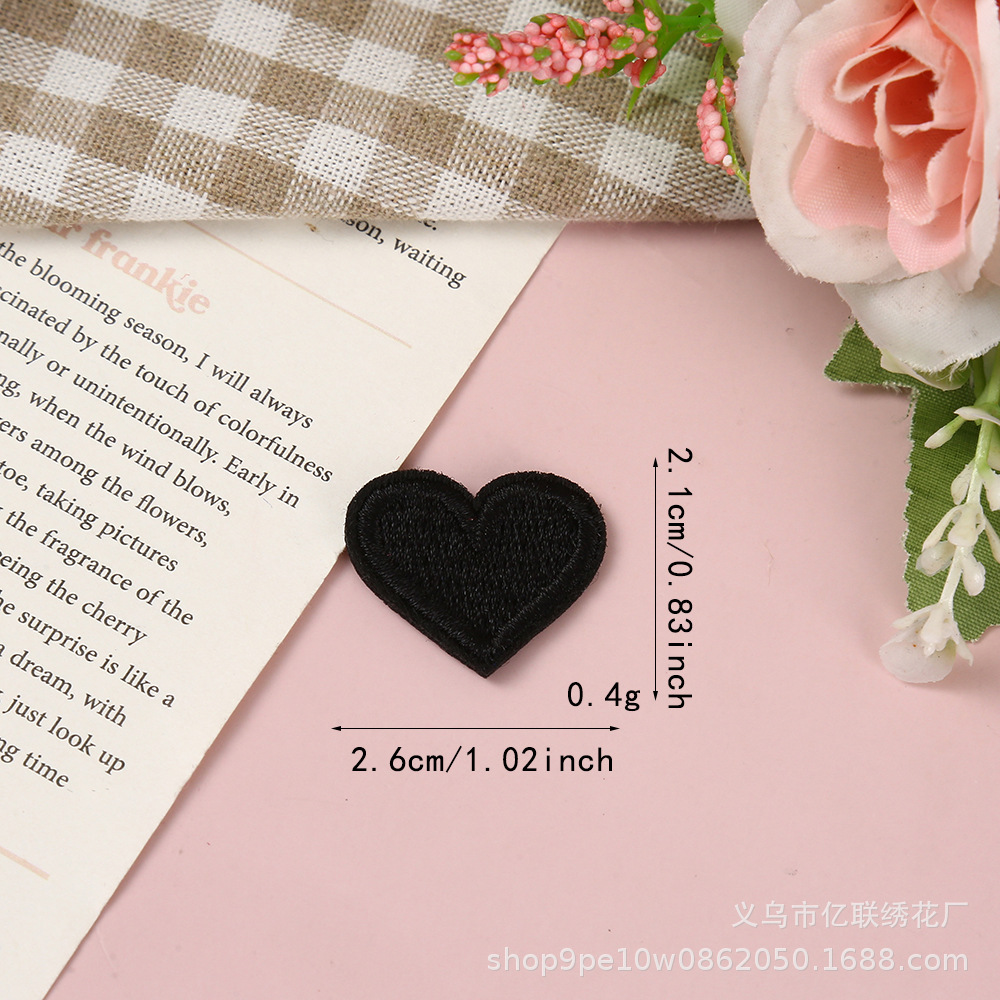 frankie
son, waiting
the blooming season, I will always
cinated by the touch of colorfulness
nally or unintentionally. Early in
ng, when the wind blows,
ers among the flowers,
toe, taking pictures
the fragrance of the
eing the cherry
he surprise is like a
a dream, with
just look up
ng time
2.1cm/0.83inch
0.4g
2.6cm/1.02inch
义乌市亿联绣花厂
shop9pe10w0862050.1688.com